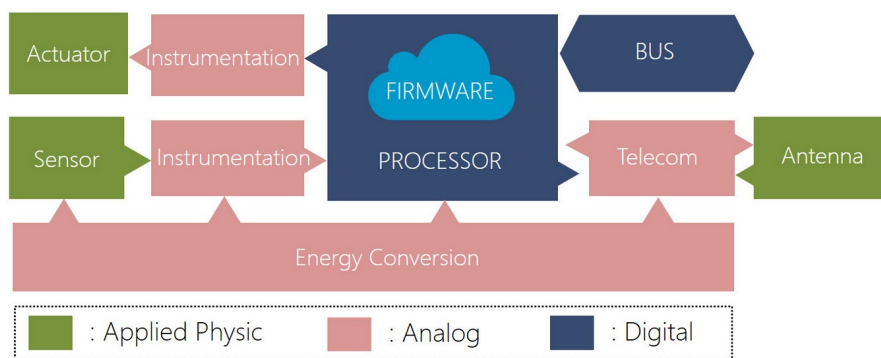 Actuator
Instrumentation
FIRMWARE
BUS
Sensor
Instrumentation
PROCESSOR
Telecom
Antenna
Energy Conversion
: Applied Physic
: Analog
: Digital